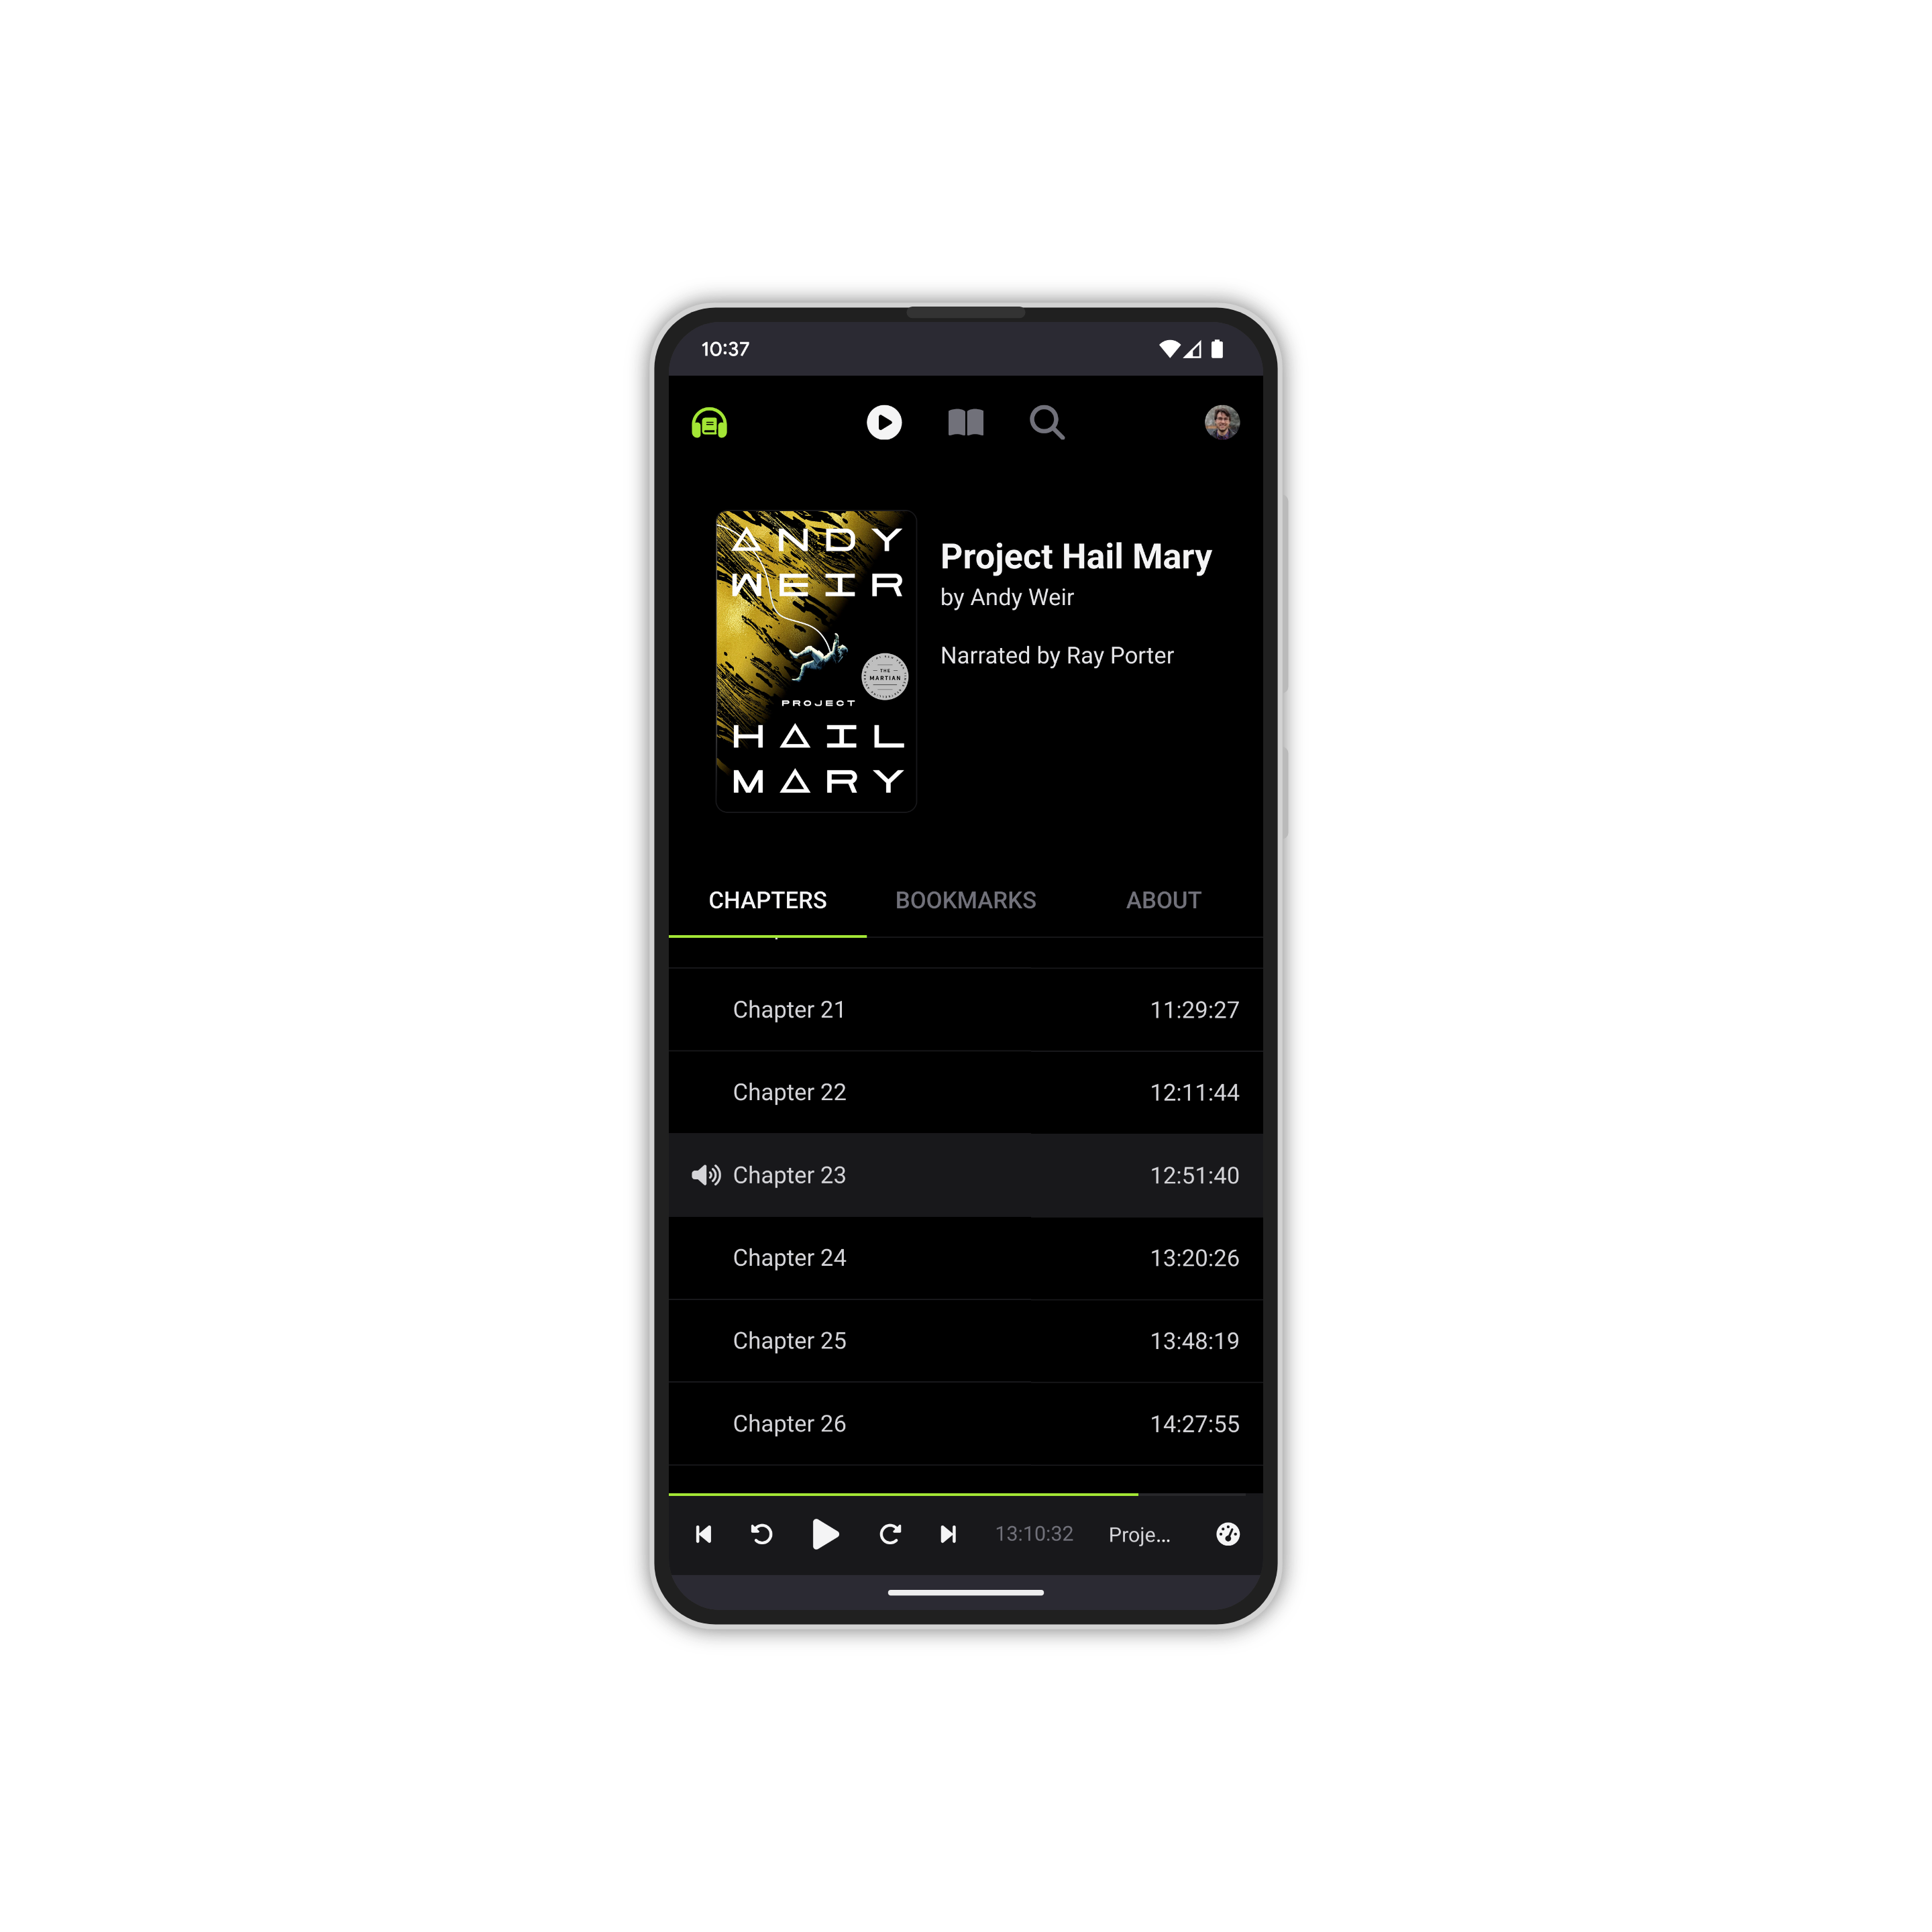 10:37
ANDY
WEIR
THE
MARTIAN
PROJECT
HAIL
MARY
Project Hail Mary
by Andy Weir
Narrated by Ray Porter
CHAPTERS BOOKMARKS ABOUT
Chapter 21 11:29:27
Chapter 22 12:11:44
Chapter 23 12:51:40
Chapter 24 13:20:26
Chapter 25 13:48:19
Chapter 26 14:27:55
13:10:32 Proje...